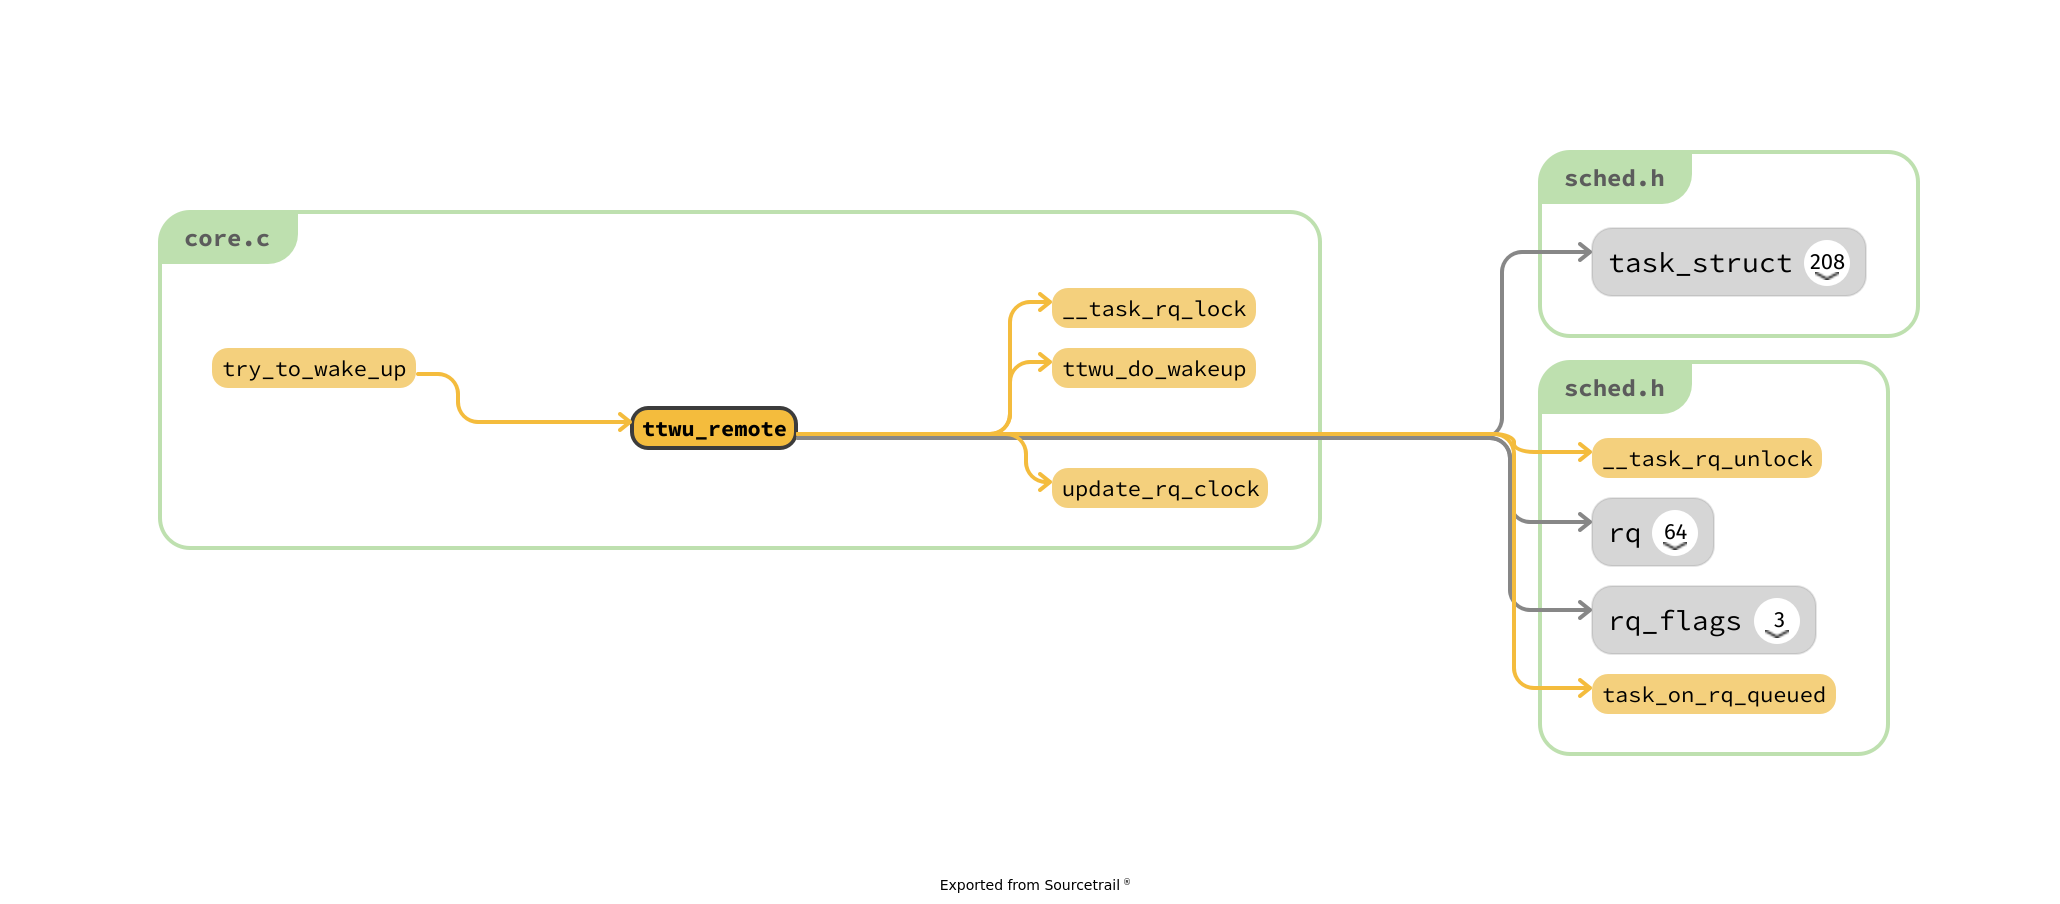 core.c
try_to_wake_up
ttwu_remote
__task_rq_lock
ttwu_do_wakeup
update_rq_clock
sched.h
task_struct 208
sched.h
__task_rq_unlock
rq 64
rq_flags 3
task_on_rq_queued
Exported from Sourcetrail ®